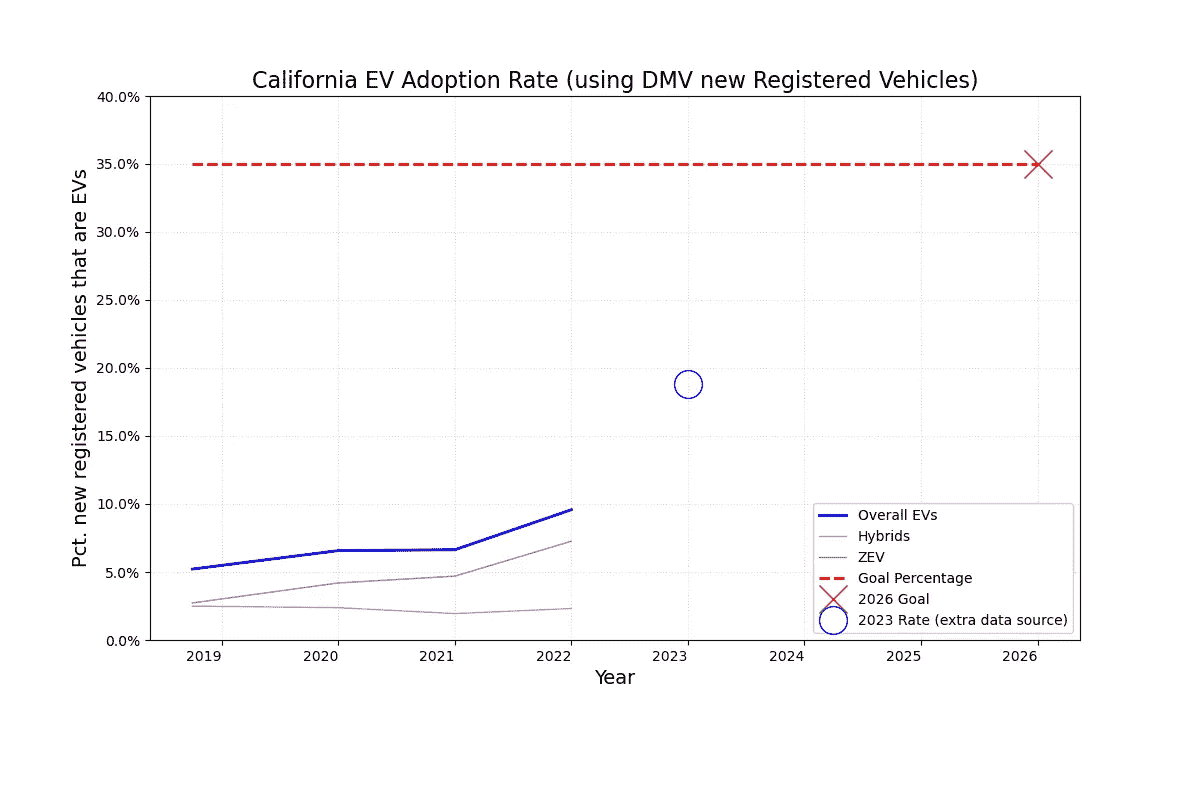 California EV Adoption Rate (using DMV new Registered Vehicles)
Pct. new registered vehicles that are EVs
40.0%
35.0%
30.0%
25.0%
20.0%
15.0%
10.0%
5.0%
0.0%
Overall EVs
Hybrids
ZEV
Goal Percentage
2026 Goal
2023 Rate (extra data source)
2019 2020 2021 2022 2023 2024 2025 2026
Year